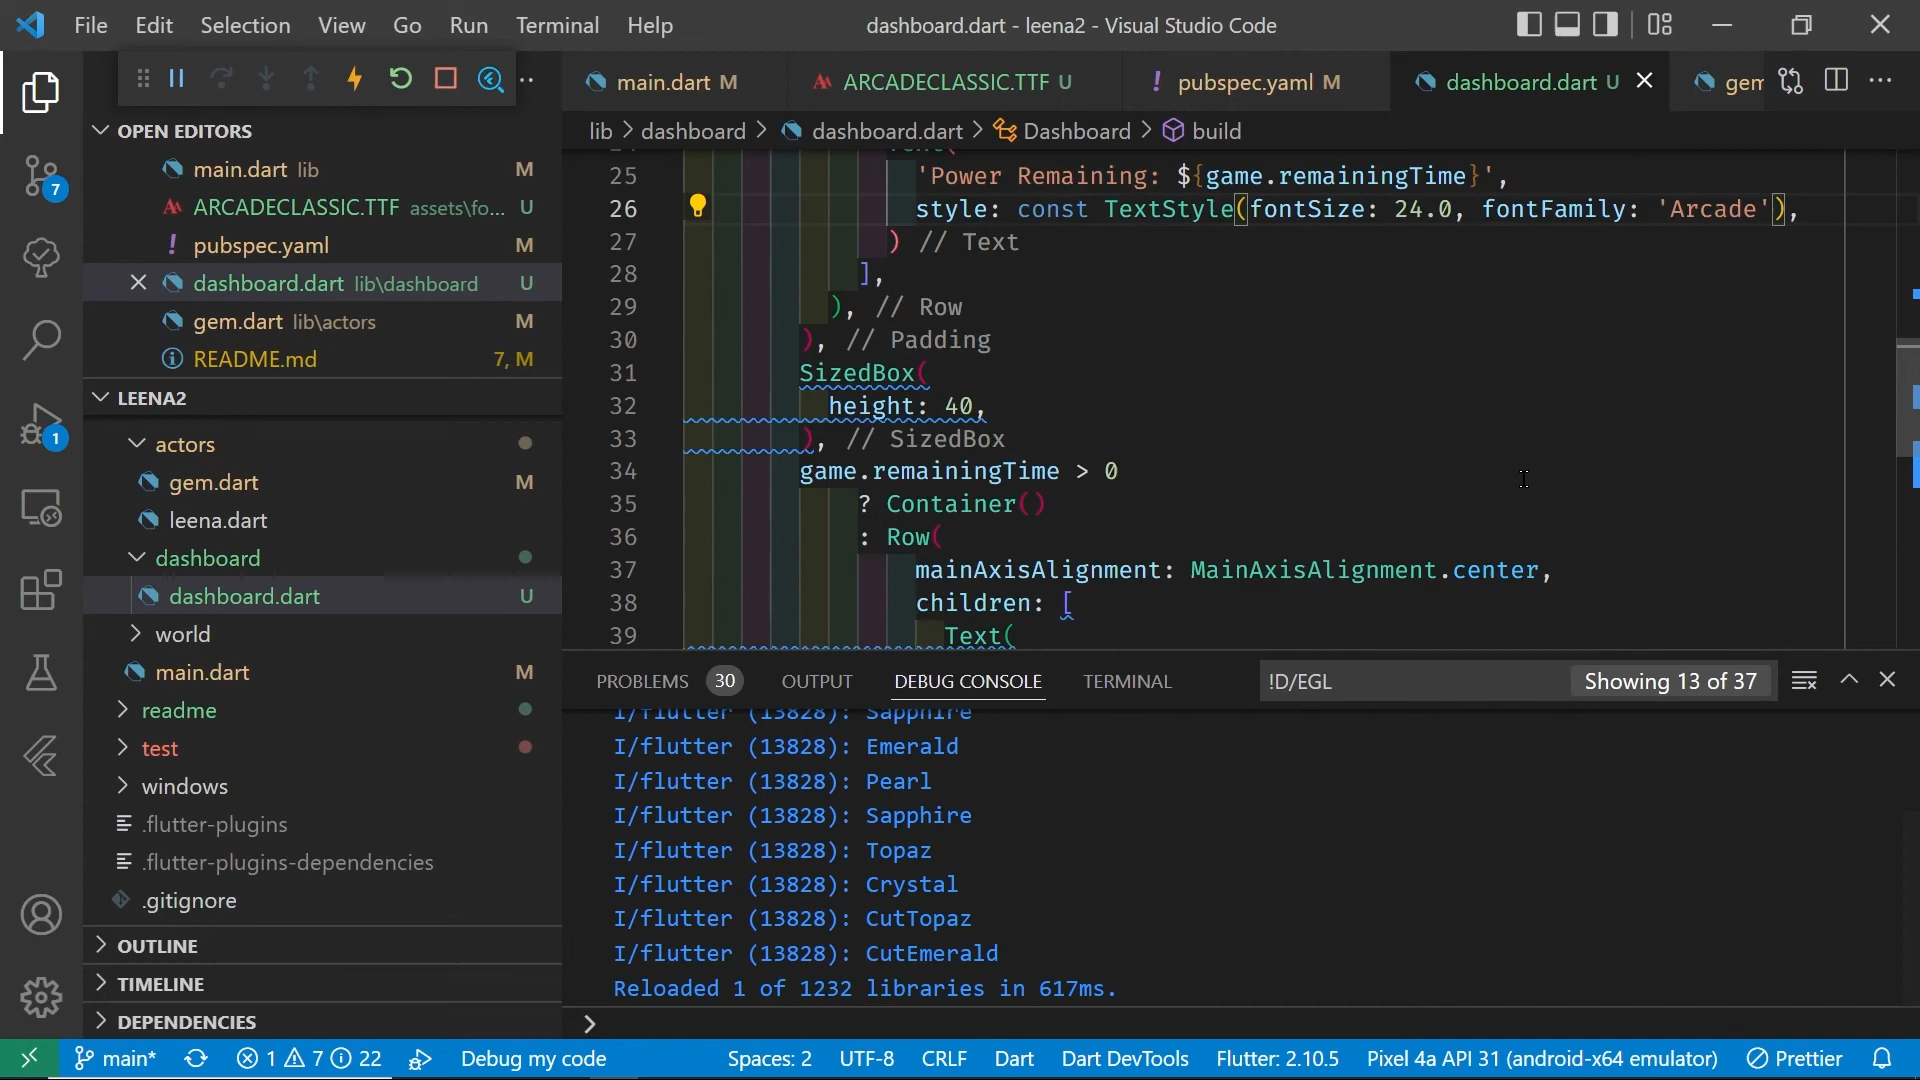 File Edit Selection View Go Run Terminal Help
dashboard.dart - leena2 - Visual Studio Code
main.dart M
ARCADECLASSIC.TTF U
! pubspec.yaml M
dashboard.dart U
gem
OPEN EDITORS
main.dart lib M
ARCADECLASSIC.TTF assets\fo... U
! pubspec.yaml M
dashboard.dart lib\dashboard U
gem.dart lib\actors M
README.md 7, M
LEENA2
actors
gem.dart M
leena.dart
dashboard
dashboard.dart U
world
main.dart M
readme
test
windows
.flutter-plugins
.flutter-plugins-dependencies
.gitignore
OUTLINE
TIMELINE
DEPENDENCIES
7
1
lib > dashboard > dashboard.dart > Dashboard > build
24 Text(
25 'Power Remaining: ${game.remainingTime}',
26 style: const TextStyle(fontSize: 24.0, fontFamily: 'Arcade'),
27 ) // Text
28 ],
29 ), // Row
30 ), // Padding
31 SizedBox(
32 height: 40,
33 ), // SizedBox
34 game.remainingTime > 0
35 ? Container()
36 : Row(
37 mainAxisAlignment: MainAxisAlignment.center,
38 children: [
39 Text(
PROBLEMS 30 OUTPUT DEBUG CONSOLE TERMINAL
!D/EGL
Showing 13 of 37
I/flutter (13828): Sapphire
I/flutter (13828): Emerald
I/flutter (13828): Pearl
I/flutter (13828): Sapphire
I/flutter (13828): Topaz
I/flutter (13828): Crystal
I/flutter (13828): CutTopaz
I/flutter (13828): CutEmerald
Reloaded 1 of 1232 libraries in 617ms.
>
main* 1 7 22 Debug my code Spaces: 2 UTF-8 CRLF Dart Dart DevTools Flutter: 2.10.5 Pixel 4a API 31 (android-x64 emulator) Prettier